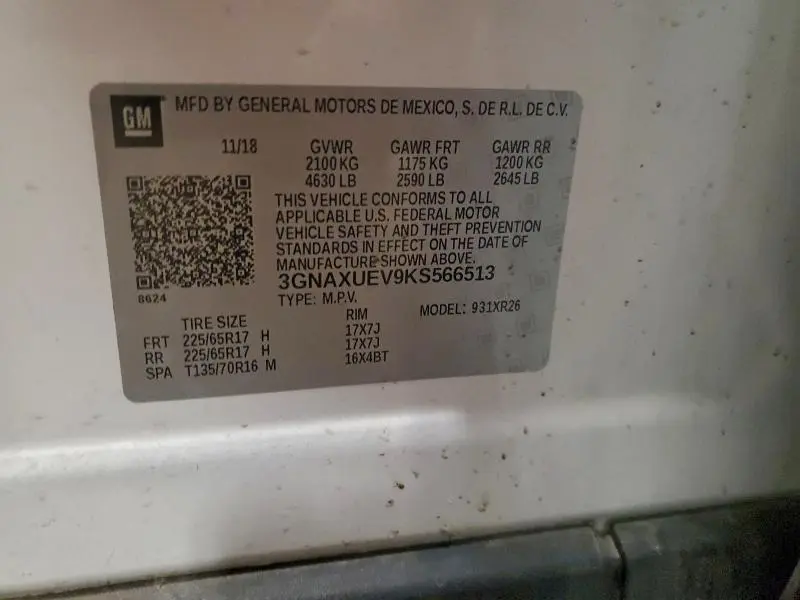 GM MFD BY GENERAL MOTORS DE MEXICO, S. DE R.L. DE C.V.
11/18 GVWR GAWR FRT GAWR RR
2100 KG 1175 KG 1200 KG
4630 LB 2590 LB 2645 LB
THIS VEHICLE CONFORMS TO ALL
APPLICABLE U.S. FEDERAL MOTOR
VEHICLE SAFETY AND THEFT PREVENTION
STANDARDS IN EFFECT ON THE DATE OF
MANUFACTURE SHOWN ABOVE.
3GNAXUEV9KS566513
8624
TYPE: M.P.V. MODEL: 931XR26
TIRE SIZE RIM
FRT 225/65R17 H 17X7J
RR 225/65R17 H 17X7J
SPA T135/70R16 M 16X4BT